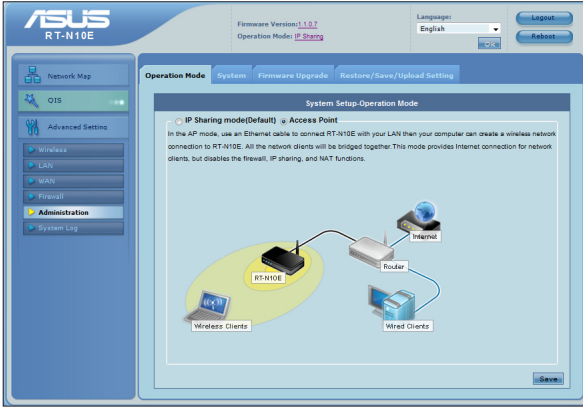 ASUS
RT-N10E
Firmware Version:1.1.0.7
Operation Mode: IP Sharing
Language:
English
OK
Logout
Reboot
Network Map
QIS
Advanced Setting
Wireless
LAN
WAN
Firewall
Administration
System Log
Operation Mode
System
Firmware Upgrade
Restore/Save/Upload Setting
System Setup-Operation Mode
IP Sharing mode(Default) Access Point
In the AP mode, use an Ethernet cable to connect RT-N10E with your LAN then your computer can create a wireless network
connection to RT-N10E. All the network clients will be bridged together.This mode provides Internet connection for network
clients, but disables the firewall, IP sharing, and NAT functions.
Internet
Router
RT-N10E
Wireless Clients
Wired Clients
Save